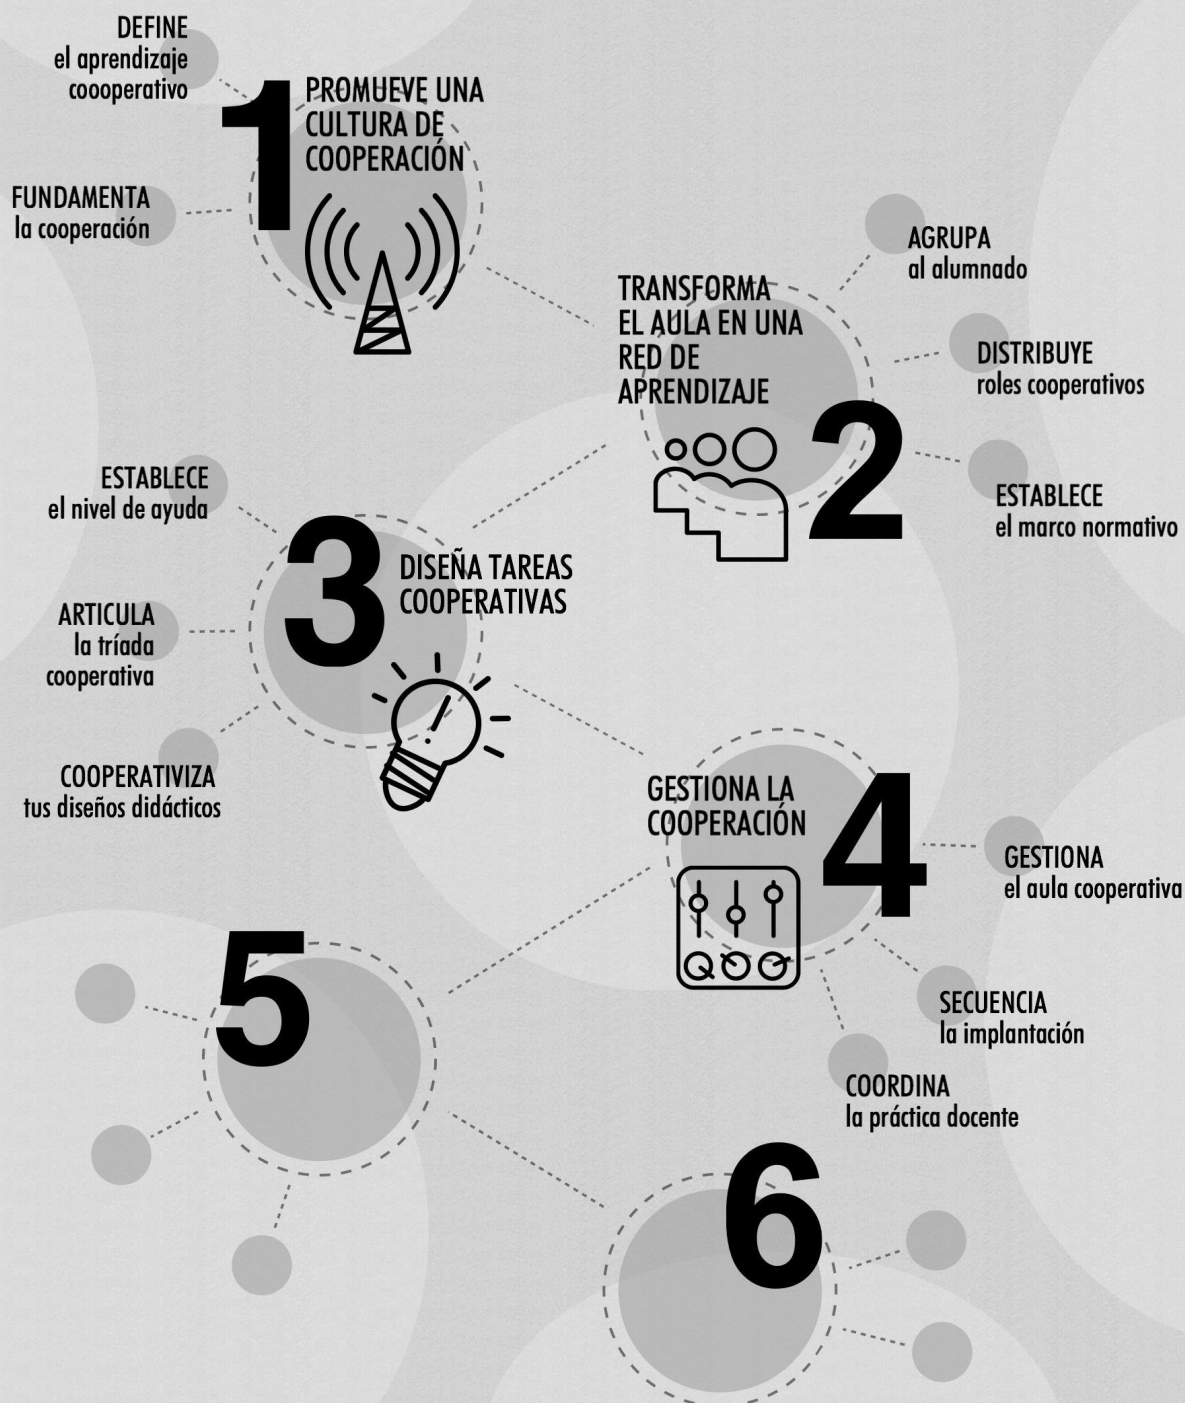 DEFINE
el aprendizaje
coooperativo
FUNDAMENTA
la cooperación
1
PROMUEVE UNA
CULTURA DE
COOPERACIÓN
TRANSFORMA
EL AULA EN UNA
RED DE
APRENDIZAJE
2
AGRUPA
al alumnado
DISTRIBUYE
roles cooperativos
ESTABLECE
el marco normativo
ESTABLECE
el nivel de ayuda
ARTICULA
la tríada
cooperativa
COOPERATIVIZA
tus diseños didácticos
3
DISEÑA TAREAS
COOPERATIVAS
GESTIONA LA
COOPERACIÓN
4
GESTIONA
el aula cooperativa
SECUENCIA
la implantación
COORDINA
la práctica docente
5
6